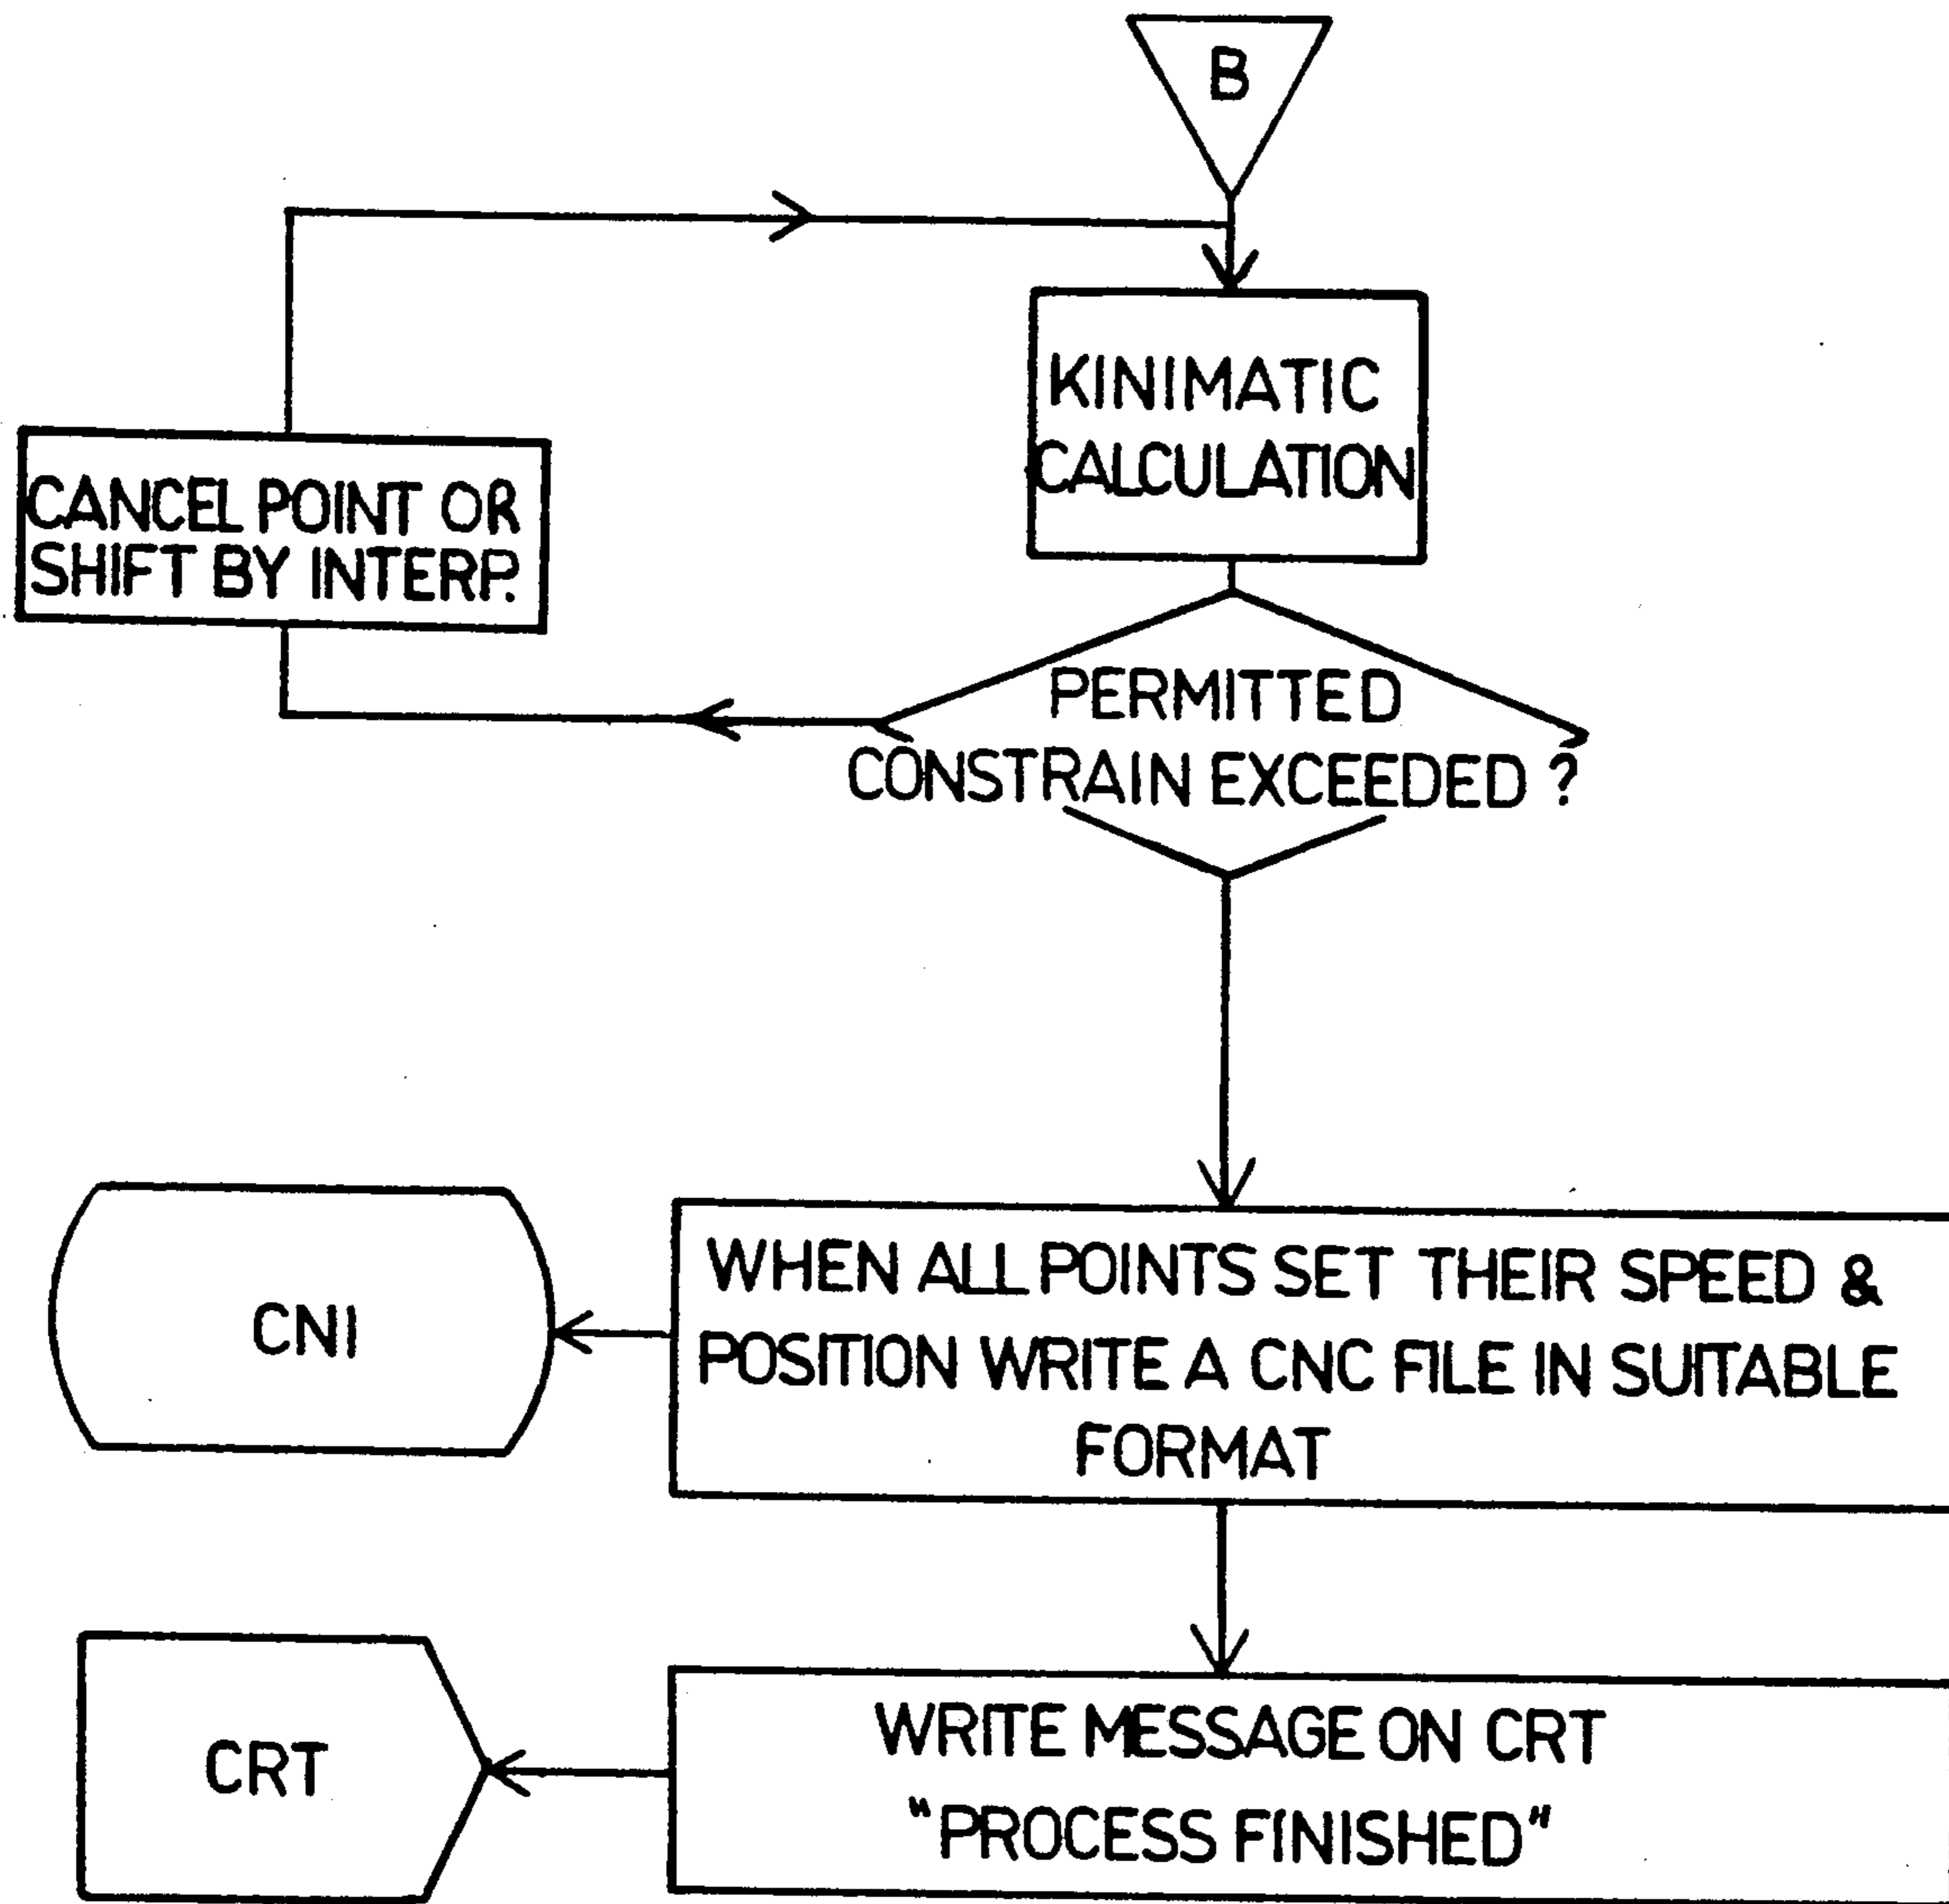 B
KINIMATIC
CALCULATION
CANCEL POINT OR
SHIFT BY INTERP.
PERMITTED
CONSTRAIN EXCEEDED ?
WHEN ALL POINTS SET THEIR SPEED &
POSITION WRITE A CNC FILE IN SUITABLE
FORMAT
CNI
WRITE MESSAGE ON CRT
"PROCESS FINISHED"
CRT